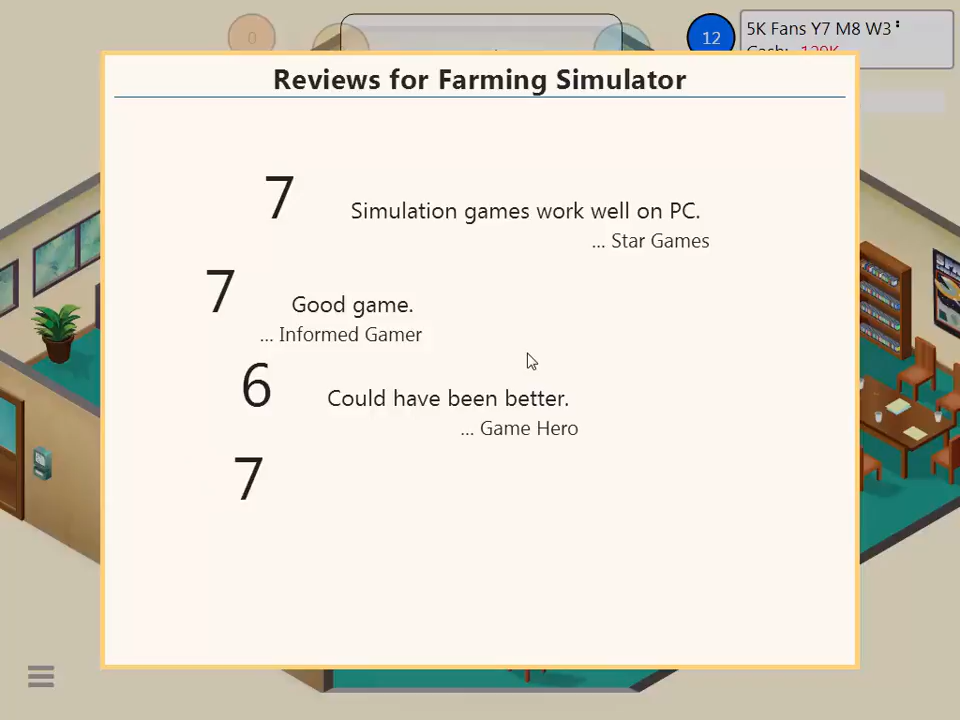 0
12
5K Fans Y7 M8 W3
Reviews for Farming Simulator
7
Simulation games work well on PC.
... Star Games
7
Good game.
... Informed Gamer
6
Could have been better.
... Game Hero
7